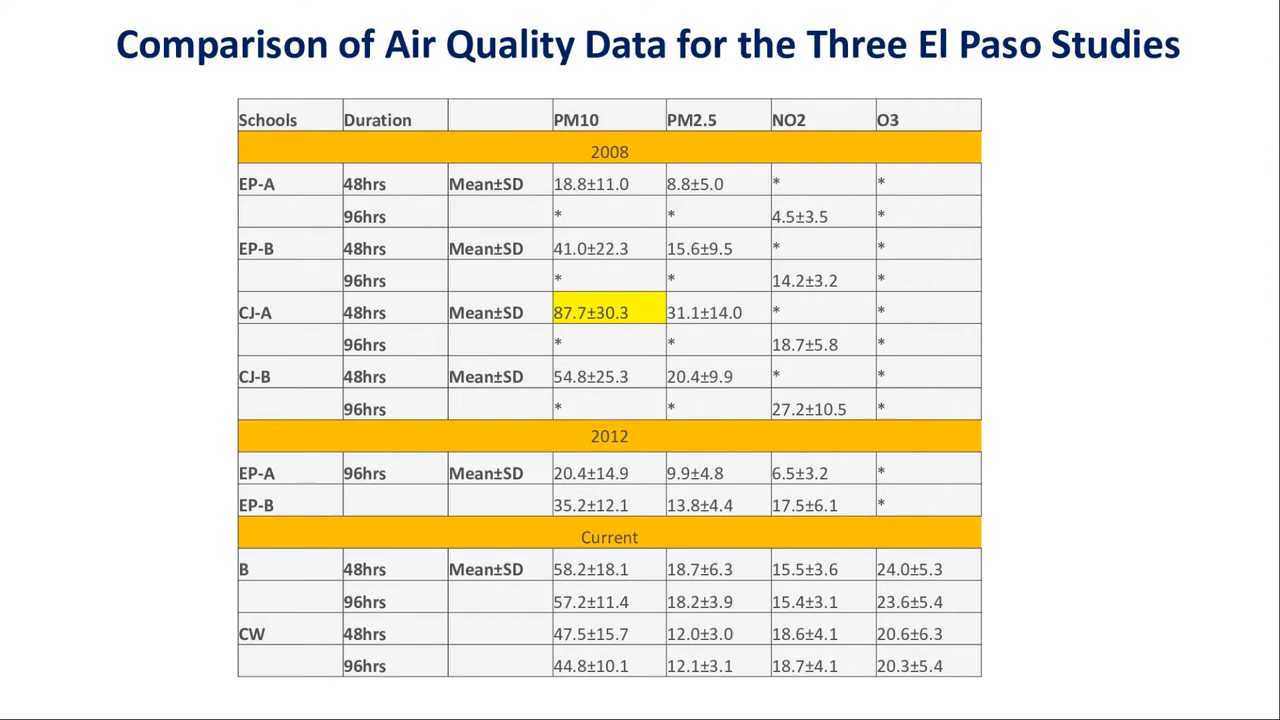 Comparison of Air Quality Data for the Three El Paso Studies
Schools Duration PM10 PM2.5 NO2 O3
2008
EP-A 48hrs Mean±SD 18.8±11.0 8.8±5.0 * *
96hrs * * 4.5±3.5 *
EP-B 48hrs Mean±SD 41.0±22.3 15.6±9.5 * *
96hrs * * 14.2±3.2 *
CJ-A 48hrs Mean±SD 87.7±30.3 31.1±14.0 * *
96hrs * * 18.7±5.8 *
CJ-B 48hrs Mean±SD 54.8±25.3 20.4±9.9 * *
96hrs * * 27.2±10.5 *
2012
EP-A 96hrs Mean±SD 20.4±14.9 9.9±4.8 6.5±3.2 *
EP-B 35.2±12.1 13.8±4.4 17.5±6.1 *
Current
B 48hrs Mean±SD 58.2±18.1 18.7±6.3 15.5±3.6 24.0±5.3
96hrs 57.2±11.4 18.2±3.9 15.4±3.1 23.6±5.4
CW 48hrs 47.5±15.7 12.0±3.0 18.6±4.1 20.6±6.3
96hrs 44.8±10.1 12.1±3.1 18.7±4.1 20.3±5.4